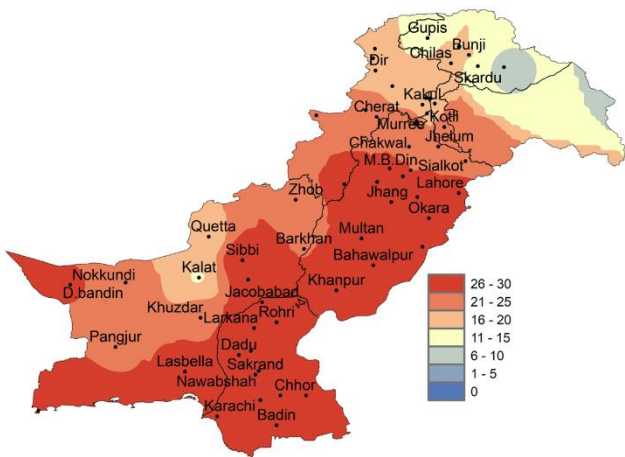 Gupis
Bunji
Chilas
Dir
Skardu
Kakul
Cherat
Kotli
Murree
Jhelum
Chakwal
M.B.Din
Sialkot
Zhob
Jhang
Lahore
Okara
Quetta
Multan
Barkhan
Sibbi
Bahawalpur
Kalat
Nokkundi
D.bandin
Khanpur
Jacobabad
Khuzdar
Larkana
Rohri
Pangjur
Dadu
Lasbella
Sakrand
Nawabshah
Chhor
Karachi
Badin
26 - 30
21 - 25
16 - 20
11 - 15
6 - 10
1 - 5
0